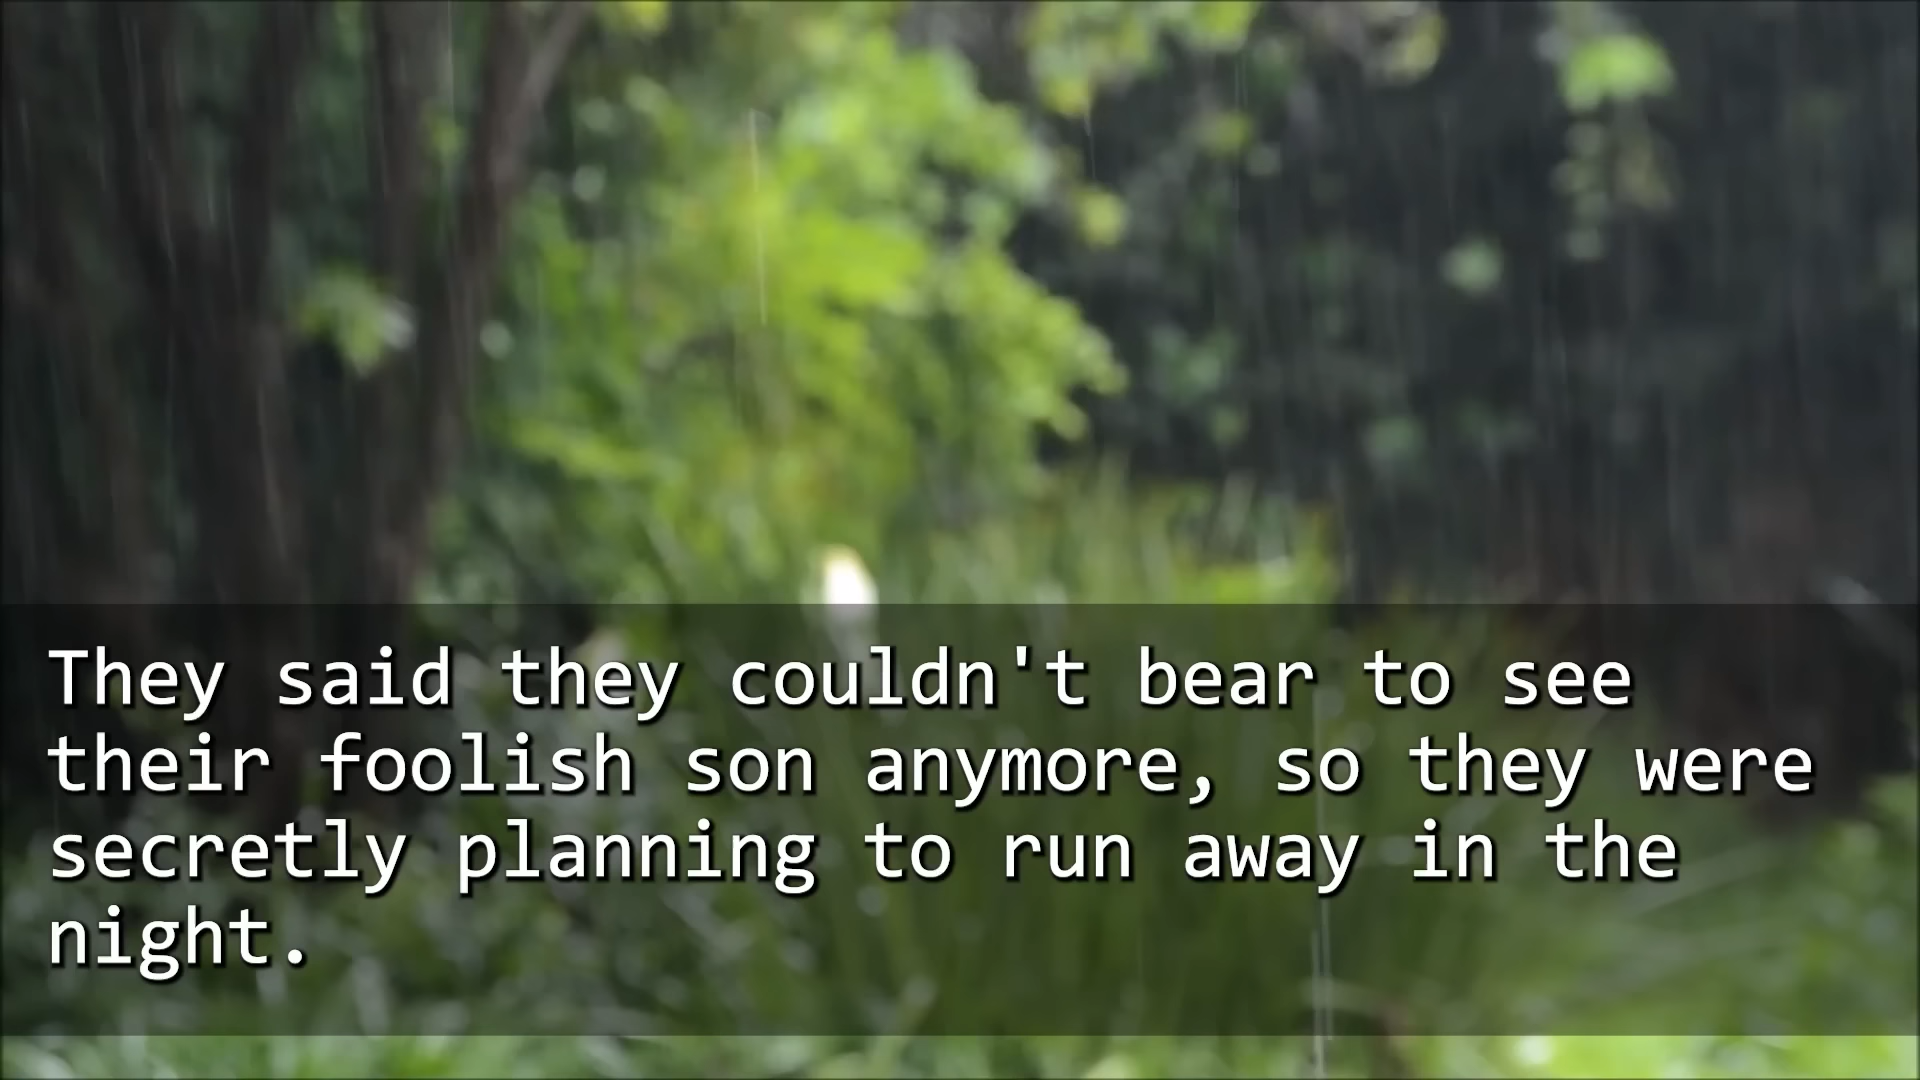 They said they couldn't bear to see
their foolish son anymore, so they were
secretly planning to run away in the
night.